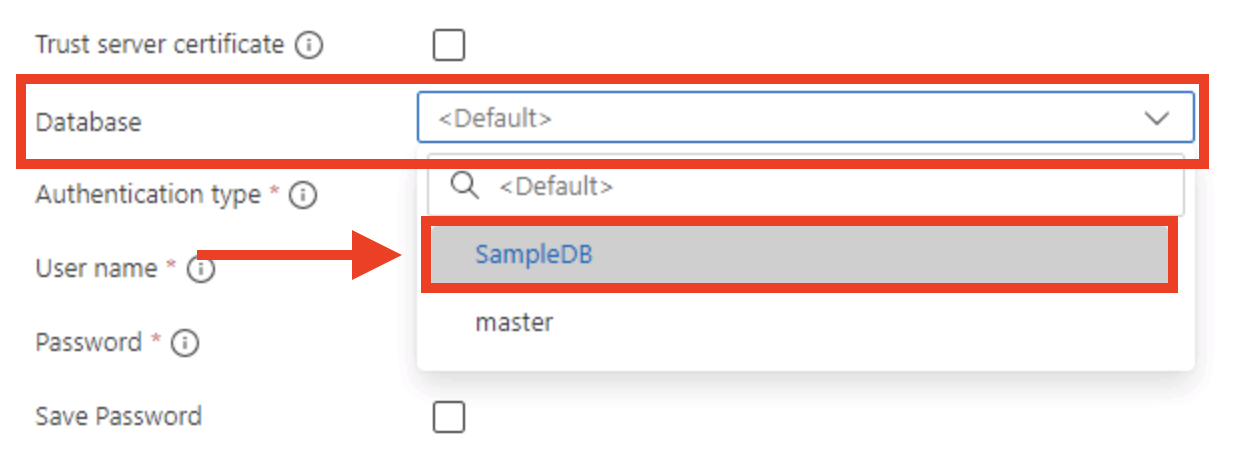 Trust server certificate
Database <Default>
<Default>
Authentication type *
SampleDB
User name *
master
Password *
Save Password